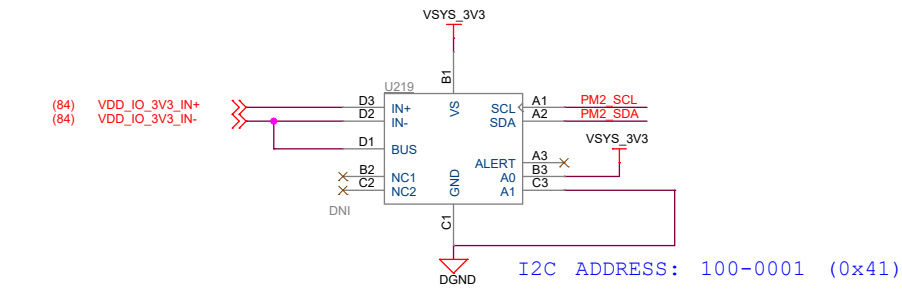 VSYS_3V3
U219
B1
(84) VDD_IO_3V3_IN+ D3 IN+ VS SCL A1 PM2_SCL
(84) VDD_IO_3V3_IN- D2 IN- SDA A2 PM2_SDA
VSYS_3V3
D1 BUS
ALERT A3
B2 NC1 A0 B3
C2 NC2 GND A1 C3
DNI
C1
DGND
I2C ADDRESS: 100-0001 (0x41)